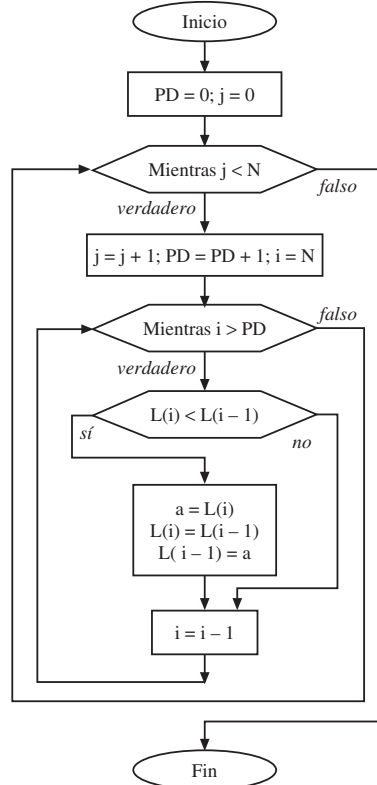 Inicio
PD = 0; j = 0
Mientras j < N
falso
verdadero
j = j + 1; PD = PD + 1; i = N
Mientras i > PD
falso
verdadero
L(i) < L(i – 1)
sí
no
a = L(i)
L(i) = L(i – 1)
L( i – 1) = a
i = i – 1
Fin